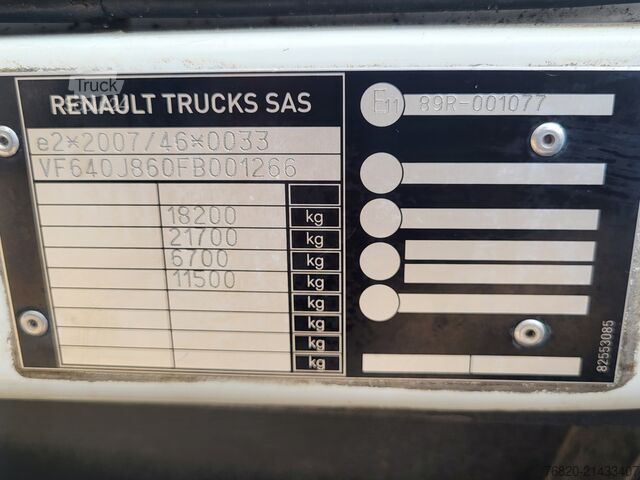 Truck
RENAULT TRUCKS SAS
e2*2007/46*0033
VF640J860FB001266
18200 kg
21700 kg
6700 kg
11500 kg
kg
kg
kg
kg
E11 89R-001077
82553085
76820-21433407